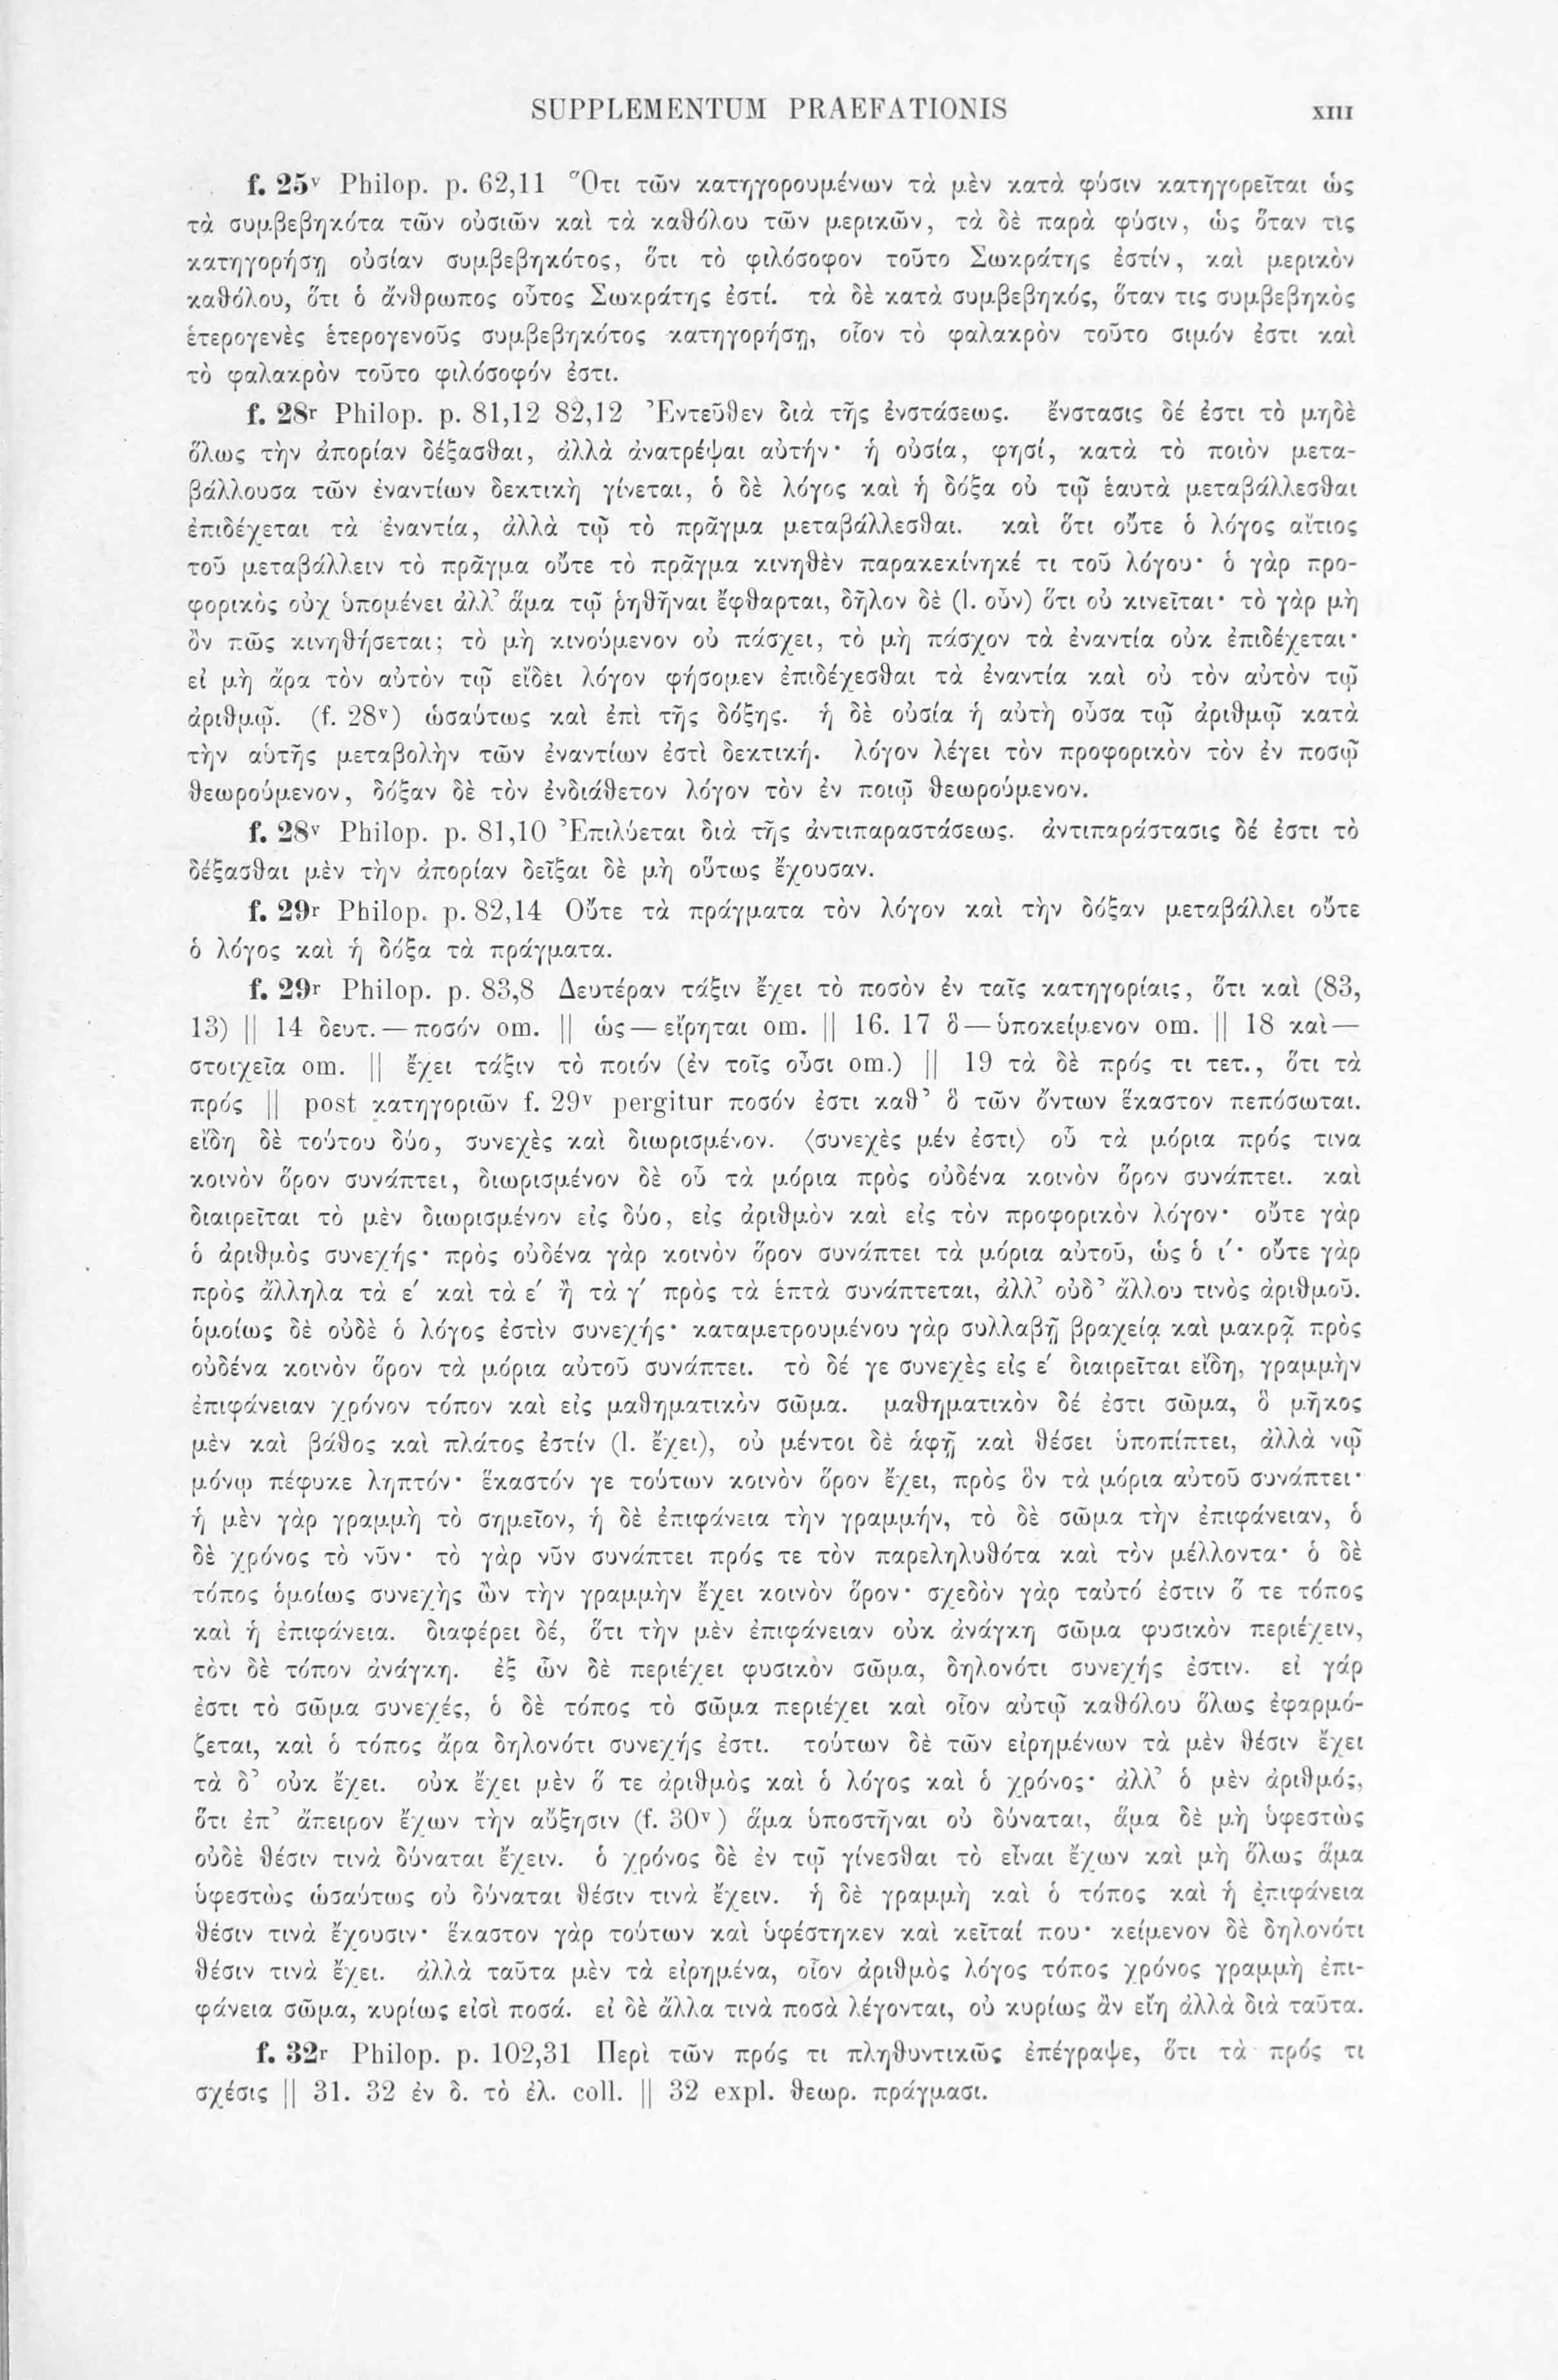 SUPPLEMENTUM PRAEFATIONIS XIII
f. 25v Philop. p. 62,11 Ὅτι τῶν κατηγορουμένων τὰ μὲν κατὰ φύσιν κατηγορεῖται ὡς
τὰ συμβεβηκότα τῶν οὐσιῶν καὶ τὰ καθόλου τῶν μερικῶν, τὰ δὲ παρὰ φύσιν, ὡς ὅταν τις
κατηγορήσῃ οὐσίαν συμβεβηκότος, ὅτι τὸ φιλόσοφον τοῦτο Σωκράτης ἐστίν, καὶ μερικὸν
καθόλου, ὅτι ὁ ἄνθρωπος οὗτος Σωκράτης ἐστί. τὰ δὲ κατὰ συμβεβηκός, ὅταν τις συμβεβηκὸς
ἑτερογενὲς ἑτερογενοῦς συμβεβηκότος κατηγορήσῃ, οἷον τὸ φαλακρὸν τοῦτο σιμόν ἐστι καὶ
τὸ φαλακρὸν τοῦτο φιλόσοφόν ἐστι.
f. 28r Philop. p. 81,12 82,12 Ἐντεῦθεν διὰ τῆς ἐνστάσεως. ἔνστασις δέ ἐστι τὸ μηδὲ
ὅλως τὴν ἀπορίαν δέξασθαι, ἀλλὰ ἀνατρέψαι αὐτήν· ἡ οὐσία, φησί, κατὰ τὸ ποιὸν μετα-
βάλλουσα τῶν ἐναντίων δεκτικὴ γίνεται, ὁ δὲ λόγος καὶ ἡ δόξα οὐ τῷ ἑαυτὰ μεταβάλλεσθαι
ἐπιδέχεται τὰ ἐναντία, ἀλλὰ τῷ τὸ πρᾶγμα μεταβάλλεσθαι. καὶ ὅτι οὔτε ὁ λόγος αἴτιος
τοῦ μεταβάλλειν τὸ πρᾶγμα οὔτε τὸ πρᾶγμα κινηθὲν παρακεκίνηκέ τι τοῦ λόγου· ὁ γὰρ προ-
φορικὸς οὐχ ὑπομένει ἀλλ’ ἅμα τῷ ῥηθῆναι ἔφθαρται, δῆλον δὲ (l. οὖν) ὅτι οὐ κινεῖται· τὸ γὰρ μὴ
ὂν πῶς κινηθήσεται; τὸ μὴ κινούμενον οὐ πάσχει, τὸ μὴ πάσχον τὰ ἐναντία οὐκ ἐπιδέχεται·
εἰ μὴ ἄρα τὸν αὐτὸν τῷ εἴδει λόγον φήσομεν ἐπιδέχεσθαι τὰ ἐναντία καὶ οὐ τὸν αὐτὸν τῷ
ἀριθμῷ. (f. 28v) ὡσαύτως καὶ ἐπὶ τῆς δόξης. ἡ δὲ οὐσία ἡ αὐτὴ οὖσα τῷ ἀριθμῷ κατὰ
τὴν αὑτῆς μεταβολὴν τῶν ἐναντίων ἐστὶ δεκτική. λόγον λέγει τὸν προφορικὸν τὸν ἐν ποσῷ
θεωρούμενον, δόξαν δὲ τὸν ἐνδιάθετον λόγον τὸν ἐν ποιῷ θεωρούμενον.
f. 28v Philop. p. 81,10 Ἐπιλύεται διὰ τῆς ἀντιπαραστάσεως. ἀντιπαράστασις δέ ἐστι τὸ
δέξασθαι μὲν τὴν ἀπορίαν δεῖξαι δὲ μὴ οὕτως ἔχουσαν.
f. 29r Philop. p. 82,14 Οὔτε τὰ πράγματα τὸν λόγον καὶ τὴν δόξαν μεταβάλλει οὔτε
ὁ λόγος καὶ ἡ δόξα τὰ πράγματα.
f. 29r Philop. p. 83,8 Δευτέραν τάξιν ἔχει τὸ ποσὸν ἐν ταῖς κατηγορίαις, ὅτι καὶ (83,
13) || 14 δευτ. — ποσόν om. || ὡς — εἴρηται om. || 16. 17 ὃ — ὑποκείμενον om. || 18 καὶ —
στοιχεῖα om. || ἔχει τάξιν τὸ ποιόν (ἐν τοῖς οὖσι om.) || 19 τὰ δὲ πρός τι τετ., ὅτι τὰ
πρός || post κατηγοριῶν f. 29v pergitur ποσόν ἐστι καθ’ ὃ τῶν ὄντων ἕκαστον πεπόσωται.
εἴδη δὲ τούτου δύο, συνεχὲς καὶ διωρισμένον. ⟨συνεχὲς μέν ἐστι⟩ οὗ τὰ μόρια πρός τινα
κοινὸν ὅρον συνάπτει, διωρισμένον δὲ οὗ τὰ μόρια πρὸς οὐδένα κοινὸν ὅρον συνάπτει. καὶ
διαιρεῖται τὸ μὲν διωρισμένον εἰς δύο, εἰς ἀριθμὸν καὶ εἰς τὸν προφορικὸν λόγον· οὔτε γὰρ
ὁ ἀριθμὸς συνεχής· πρὸς οὐδένα γὰρ κοινὸν ὅρον συνάπτει τὰ μόρια αὐτοῦ, ὡς ὁ ι´· οὔτε γὰρ
πρὸς ἄλληλα τὰ ε´ καὶ τὰ ε´ ἢ τὰ γ´ πρὸς τὰ ἑπτὰ συνάπτεται, ἀλλ’ οὐδ’ ἄλλου τινὸς ἀριθμοῦ.
ὁμοίως δὲ οὐδὲ ὁ λόγος ἐστὶν συνεχής· καταμετρουμένου γὰρ συλλαβῇ βραχείᾳ καὶ μακρᾷ πρὸς
οὐδένα κοινὸν ὅρον τὰ μόρια αὐτοῦ συνάπτει. τὸ δέ γε συνεχὲς εἰς ε´ διαιρεῖται εἴδη, γραμμὴν
ἐπιφάνειαν χρόνον τόπον καὶ εἰς μαθηματικὸν σῶμα. μαθηματικὸν δέ ἐστι σῶμα, ὃ μῆκος
μὲν καὶ βάθος καὶ πλάτος ἐστίν (l. ἔχει), οὐ μέντοι δὲ ἁφῇ καὶ θέσει ὑποπίπτει, ἀλλὰ νῷ
μόνῳ πέφυκε ληπτόν· ἕκαστόν γε τούτων κοινὸν ὅρον ἔχει, πρὸς ὃν τὰ μόρια αὐτοῦ συνάπτει·
ἡ μὲν γὰρ γραμμὴ τὸ σημεῖον, ἡ δὲ ἐπιφάνεια τὴν γραμμήν, τὸ δὲ σῶμα τὴν ἐπιφάνειαν, ὁ
δὲ χρόνος τὸ νῦν· τὸ γὰρ νῦν συνάπτει πρός τε τὸν παρεληλυθότα καὶ τὸν μέλλοντα· ὁ δὲ
τόπος ὁμοίως συνεχὴς ὢν τὴν γραμμὴν ἔχει κοινὸν ὅρον· σχεδὸν γὰρ ταὐτό ἐστιν ὅ τε τόπος
καὶ ἡ ἐπιφάνεια. διαφέρει δέ, ὅτι τὴν μὲν ἐπιφάνειαν οὐκ ἀνάγκη σῶμα φυσικὸν περιέχειν,
τὸν δὲ τόπον ἀνάγκη. ἐξ ὧν δὲ περιέχει φυσικὸν σῶμα, δηλονότι συνεχής ἐστιν. εἰ γάρ
ἐστι τὸ σῶμα συνεχές, ὁ δὲ τόπος τὸ σῶμα περιέχει καὶ οἷον αὐτῷ καθόλου ὅλως ἐφαρμό-
ζεται, καὶ ὁ τόπος ἄρα δηλονότι συνεχής ἐστι. τούτων δὲ τῶν εἰρημένων τὰ μὲν θέσιν ἔχει
τὰ δ’ οὐκ ἔχει. οὐκ ἔχει μὲν ὅ τε ἀριθμὸς καὶ ὁ λόγος καὶ ὁ χρόνος· ἀλλ’ ὁ μὲν ἀριθμός,
ὅτι ἐπ’ ἄπειρον ἔχων τὴν αὔξησιν (f. 30v) ἅμα ὑποστῆναι οὐ δύναται, ἅμα δὲ μὴ ὑφεστὼς
οὐδὲ θέσιν τινὰ δύναται ἔχειν. ὁ χρόνος δὲ ἐν τῷ γίνεσθαι τὸ εἶναι ἔχων καὶ μὴ ὅλως ἅμα
ὑφεστὼς ὡσαύτως οὐ δύναται θέσιν τινὰ ἔχειν. ἡ δὲ γραμμὴ καὶ ὁ τόπος καὶ ἡ ἐπιφάνεια
θέσιν τινὰ ἔχουσιν· ἕκαστον γὰρ τούτων καὶ ὑφέστηκεν καὶ κεῖταί που· κείμενον δὲ δηλονότι
θέσιν τινὰ ἔχει. ἀλλὰ ταῦτα μὲν τὰ εἰρημένα, οἷον ἀριθμὸς λόγος τόπος χρόνος γραμμὴ ἐπι-
φάνεια σῶμα, κυρίως εἰσὶ ποσά. εἰ δὲ ἄλλα τινὰ ποσὰ λέγονται, οὐ κυρίως ἂν εἴη ἀλλὰ διὰ ταῦτα.
f. 32r Philop. p. 102,31 Περὶ τῶν πρός τι πληθυντικῶς ἐπέγραψε, ὅτι τὰ πρός τι
σχέσις || 31. 32 ἐν δ. τὸ ἑλ. coll. || 32 expl. θεωρ. πράγμασι.